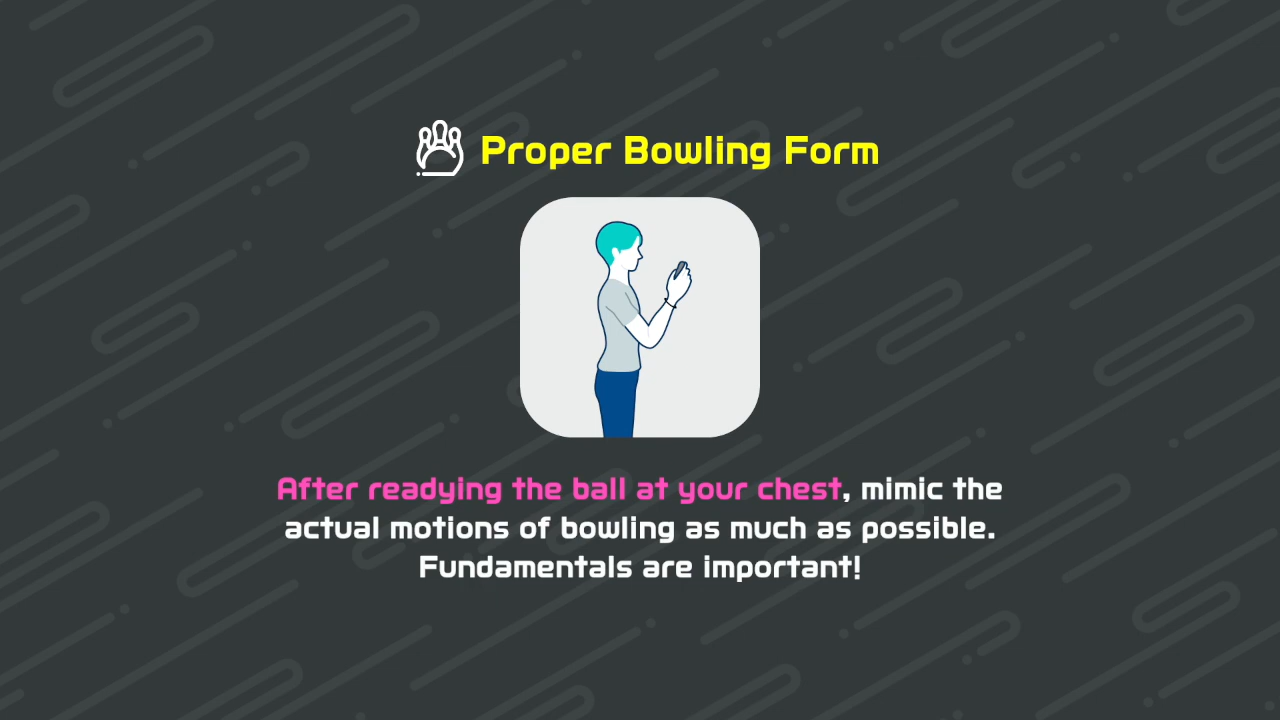 Proper Bowling Form
After readying the ball at your chest, mimic the
actual motions of bowling as much as possible.
Fundamentals are important!